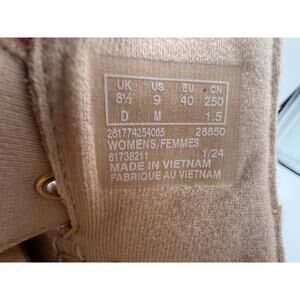 UK US EU CN
6½ 9 40 250
D M 1.5
261774254065 28850
WOMENS/FEMMES
61738211 1/24
MADE IN VIETNAM
FABRIQUE AU VIETNAM